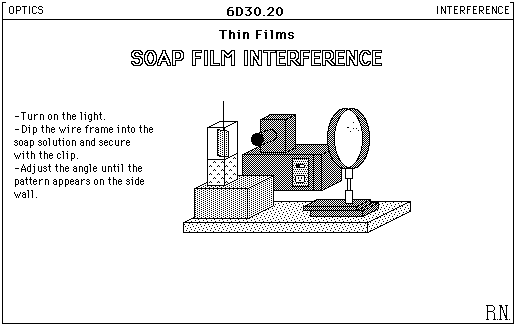 OPTICS 6D30.20 INTERFERENCE
Thin Films
SOAP FILM INTERFERENCE
-Turn on the light.
-Dip the wire frame into the
soap solution and secure
with the clip.
-Adjust the angle until the
pattern appears on the side
wall.
R.N.